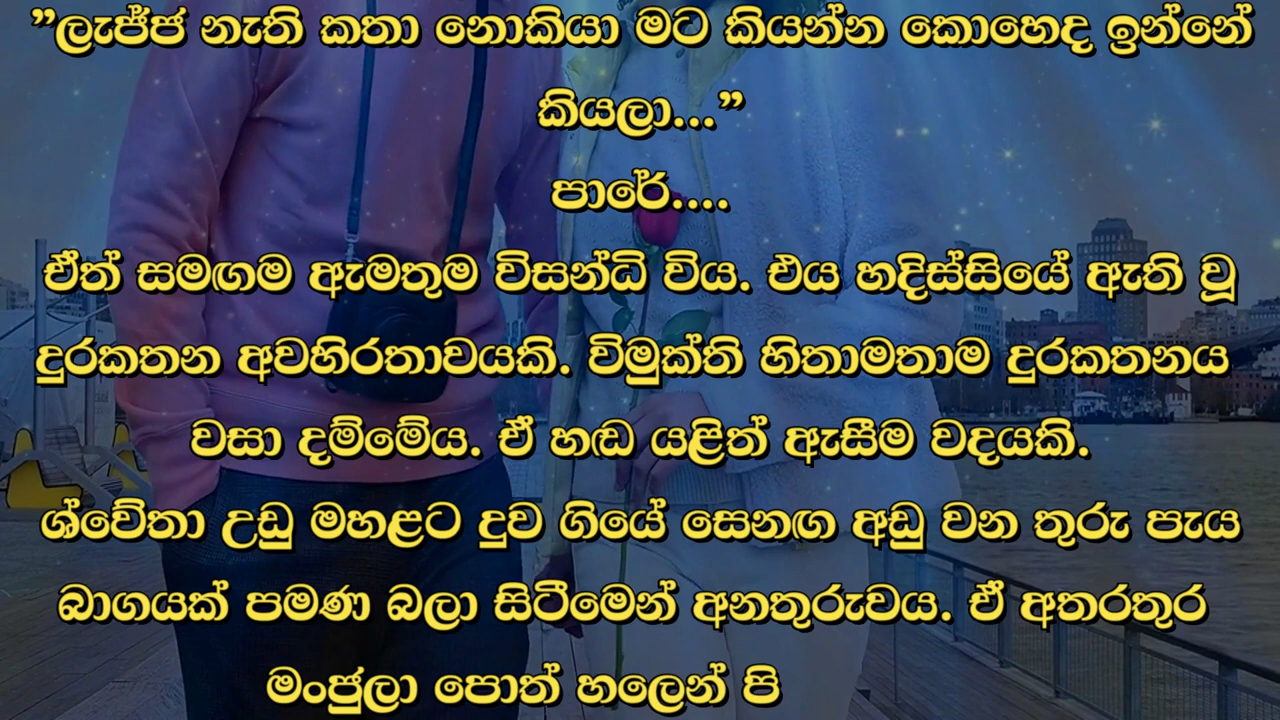 ”ලැජ්ජ නැති කතා නොකියා මට කියන්න කොහෙද ඉන්නේ
කියලා...”
පාරේ....
ඒත් සමඟම ඇමතුම විසන්ධි විය. එය හදිස්සියේ ඇති වූ
දුරකතන අවහිරතාවයකි. විමුක්ති හිතාමතාම දුරකතනය
වසා දම්මේය. ඒ හඬ යළිත් ඇසීම වදයකි.
ශ්වේතා උඩු මහළට දුව ගියේ සෙනඟ අඩු වන තුරු පැය
බාගයක් පමණ බලා සිටීමෙන් අනතුරුවය. ඒ අතරතුර
මංජුලා පොත් හලෙන් පි